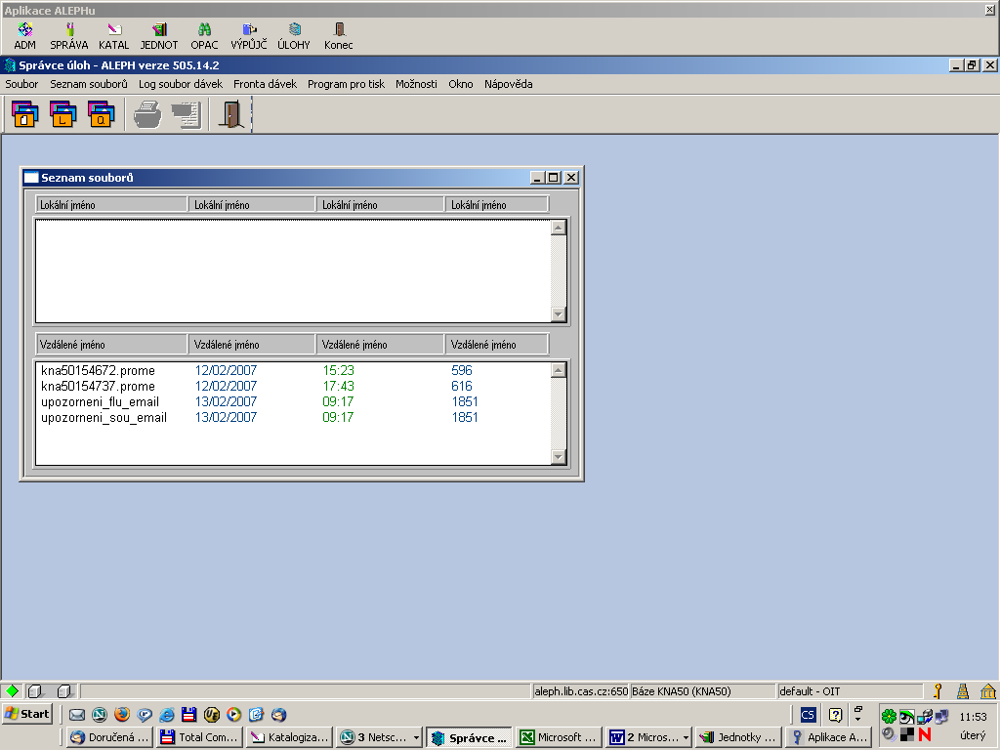 Aplikace ALEPHu
ADM SPRÁVA KATAL JEDNOT OPAC VÝPŮJČ ÚLOHY Konec
Správce úloh - ALEPH verze 505.14.2
Soubor Seznam souborů Log soubor dávek Fronta dávek Program pro tisk Možnosti Okno Nápověda
L Q
Seznam souborů
Lokální jméno Lokální jméno Lokální jméno Lokální jméno
Vzdálené jméno Vzdálené jméno Vzdálené jméno Vzdálené jméno
kna50154672.prome 12/02/2007 15:23 596
kna50154737.prome 12/02/2007 17:43 616
upozorneni_flu_email 13/02/2007 09:17 1851
upozorneni_sou_email 13/02/2007 09:17 1851
aleph.lib.cas.cz:650 Báze KNA50 (KNA50) default - OIT
Start CS 11:53
Doručená ... Total Com... Katalogiza... 3 Netsc... Správce ... Microsoft ... 2 Micros... Jednotky ... Aplikace A... N úterý